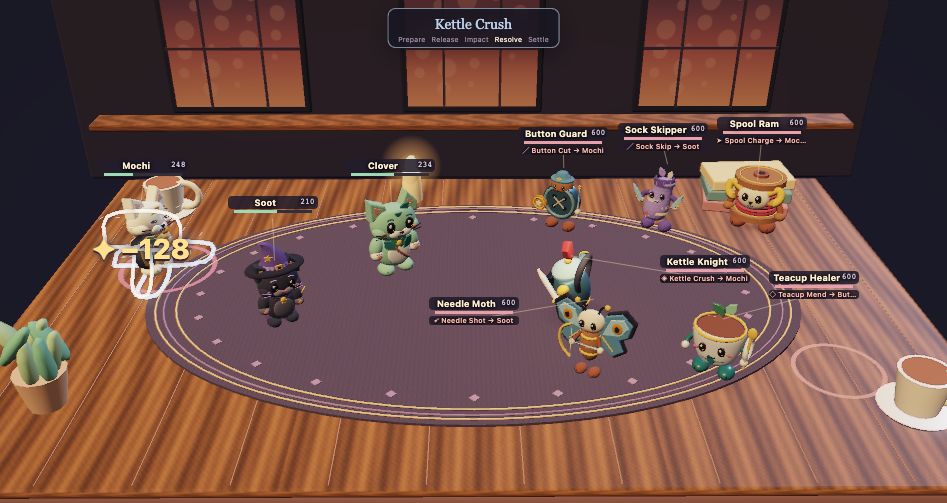 Kettle Crush
Prepare Release Impact Resolve Settle
Button Guard 600
Button Cut → Mochi
Sock Skipper 600
Sock Skip → Soot
Spool Ram 600
Spool Charge → Moc...
Mochi 248
Clover 234
Soot 210
-128
Kettle Knight 600
Kettle Crush → Mochi
Teacup Healer 600
Teacup Mend → But...
Needle Moth 600
Needle Shot → Soot